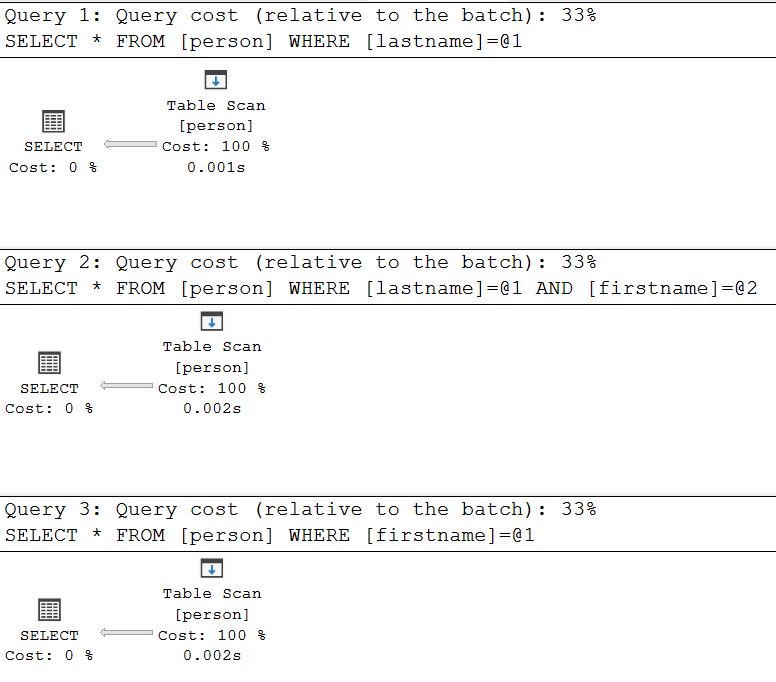 Query 1: Query cost (relative to the batch): 33%
SELECT * FROM [person] WHERE [lastname]=@1
Table Scan
[person]
SELECT
Cost: 100 %
Cost: 0 %
0.001s
Query 2: Query cost (relative to the batch): 33%
SELECT * FROM [person] WHERE [lastname]=@1 AND [firstname]=@2
Table Scan
[person]
SELECT
Cost: 100 %
Cost: 0 %
0.002s
Query 3: Query cost (relative to the batch): 33%
SELECT * FROM [person] WHERE [firstname]=@1
Table Scan
[person]
SELECT
Cost: 100 %
Cost: 0 %
0.002s